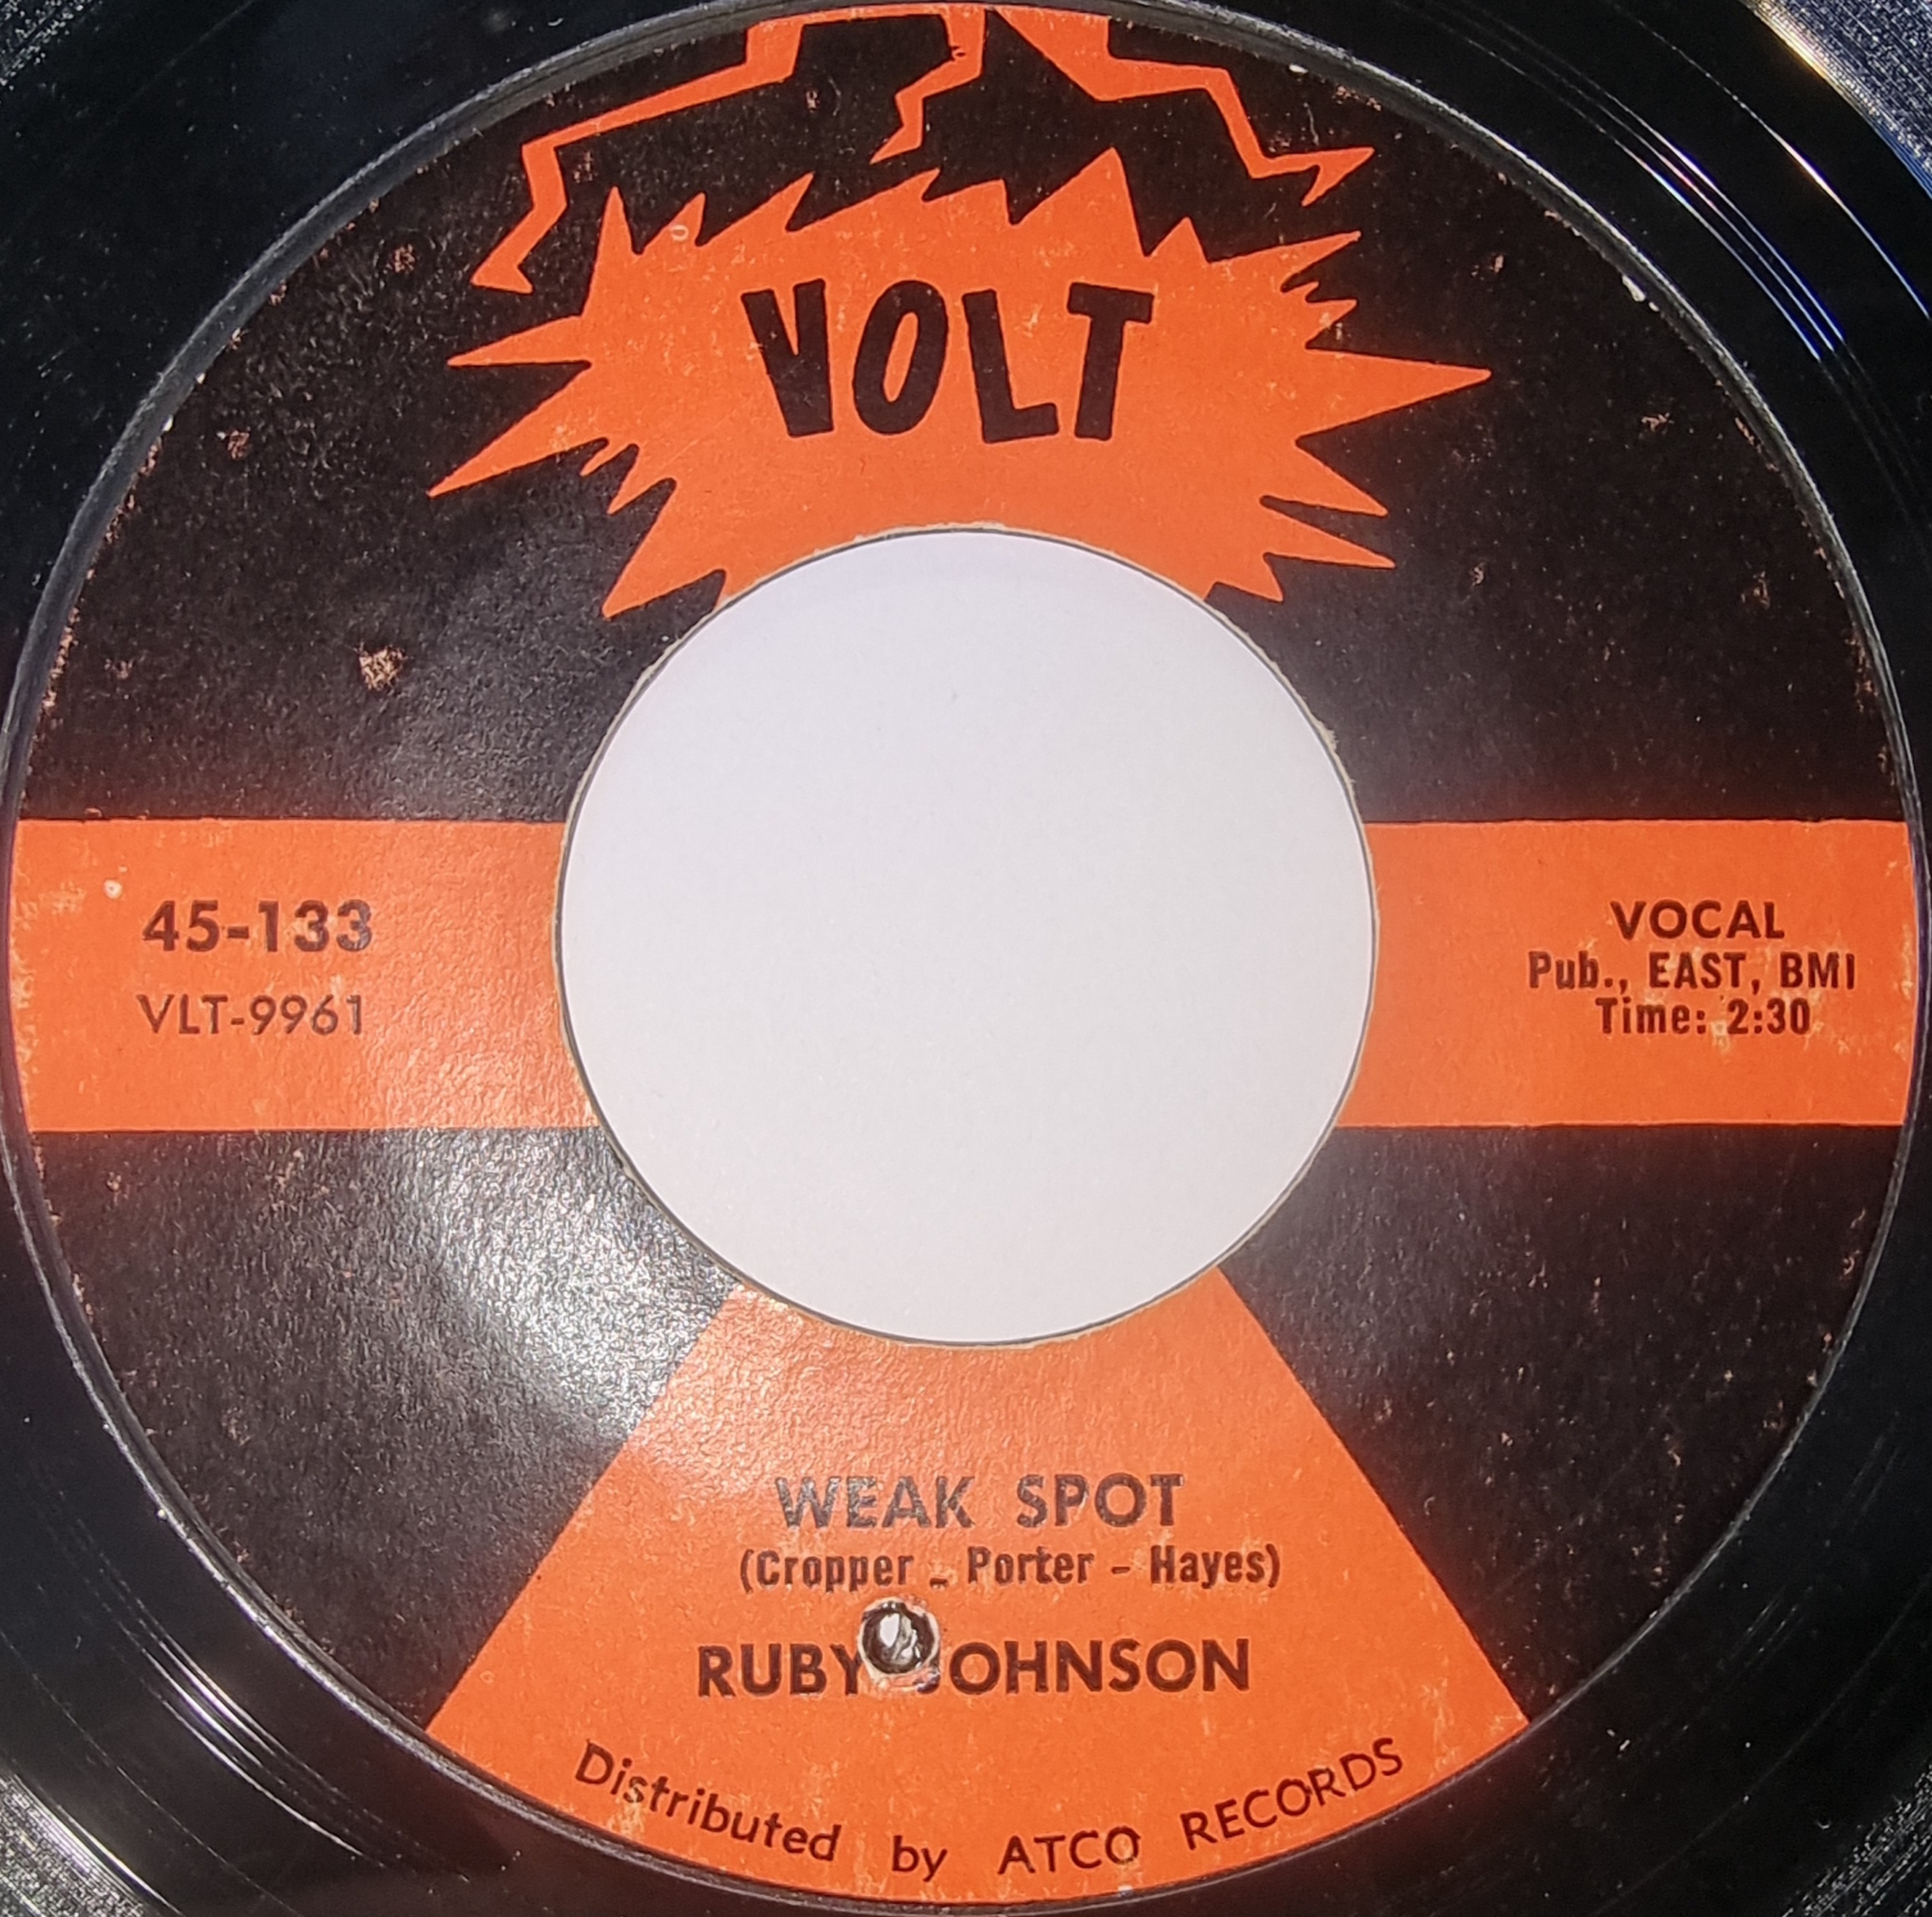 VOLT
45-133
VLT-9961
VOCAL
Pub., EAST, BMI
Time: 2:30
WEAK SPOT
(Cropper - Porter - Hayes)
RUBY JOHNSON
Distributed by ATCO RECORDS